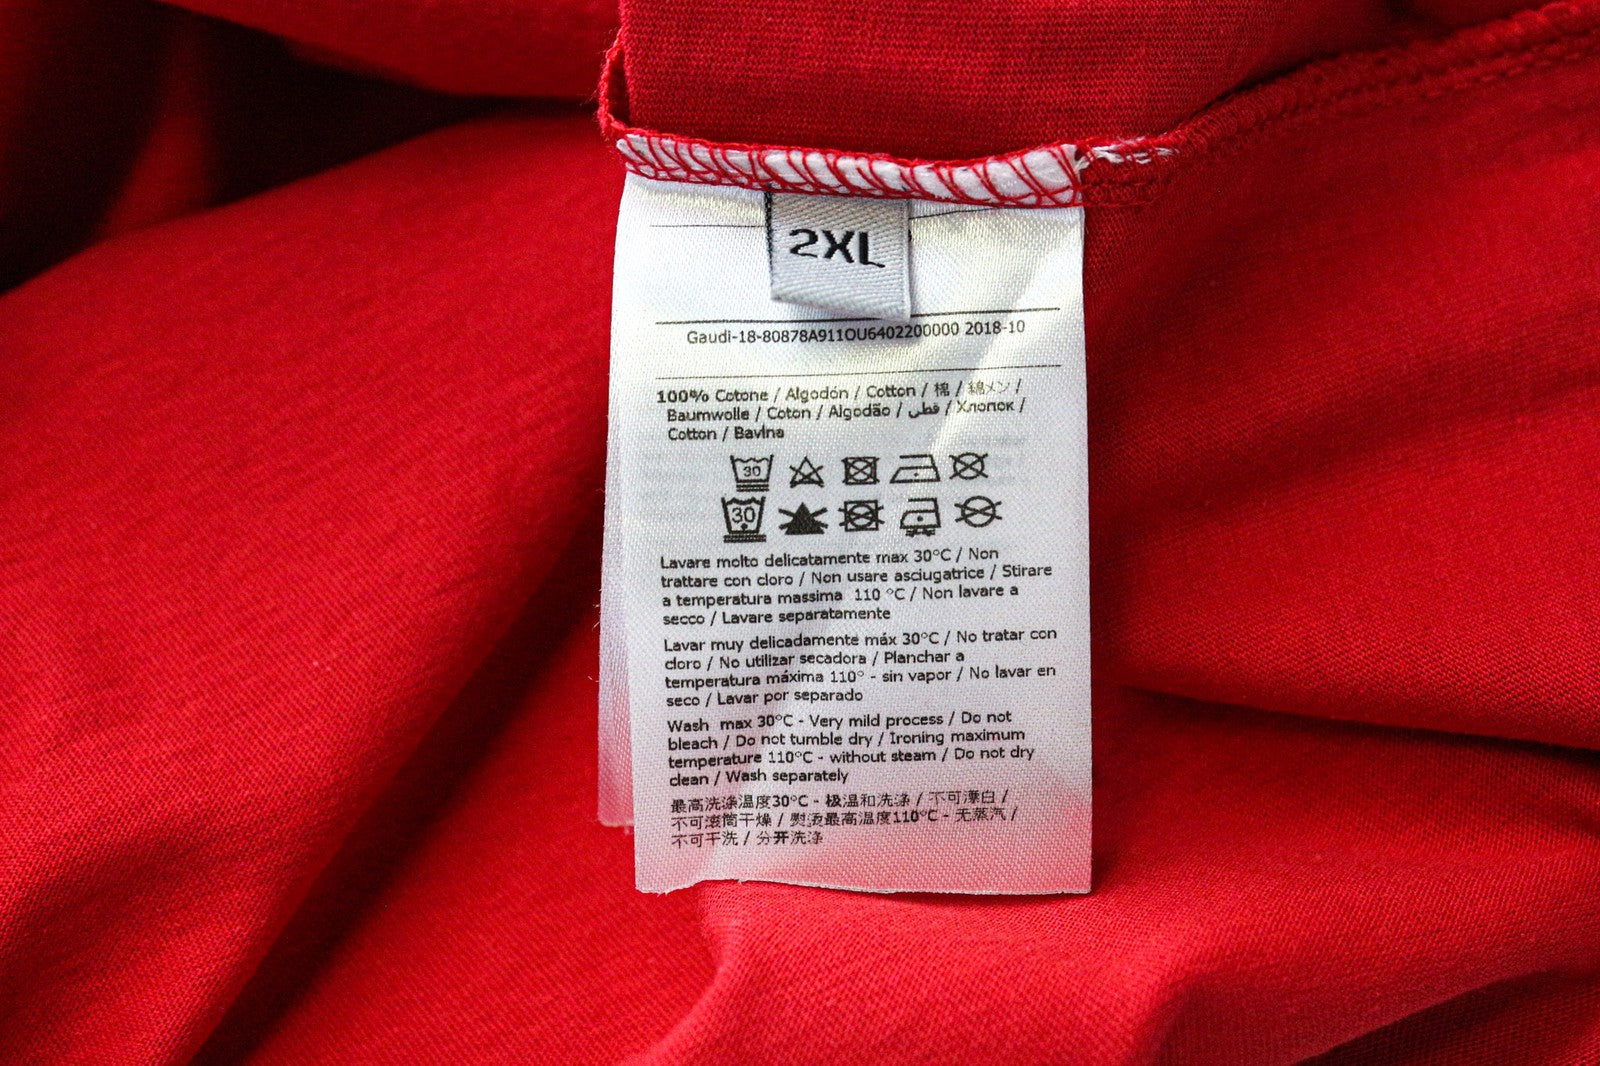 2XL
Gaudi-18-80878A911OU6402200000 2018-10
100% Cotone / Algodón / Cotton / 棉 / 綿メン /
Baumwolle / Coton / Algodão / قطن / Хлопок /
Cotton / Bavlna
30
30
Lavare molto delicatamente max 30°C / Non
trattare con cloro / Non usare asciugatrice / Stirare
a temperatura massima 110 °C / Non lavare a
secco / Lavare separatamente
Lavar muy delicadamente máx 30°C / No tratar con
cloro / No utilizar secadora / Planchar a
temperatura máxima 110° - sin vapor / No lavar en
seco / Lavar por separado
Wash max 30°C - Very mild process / Do not
bleach / Do not tumble dry / Ironing maximum
temperature 110°C - without steam / Do not dry
clean / Wash separately
最高洗涤温度30°C - 极温和洗涤 / 不可漂白 /
不可滚筒干燥 / 熨烫最高温度110°C - 无蒸汽 /
不可干洗 / 分开洗涤